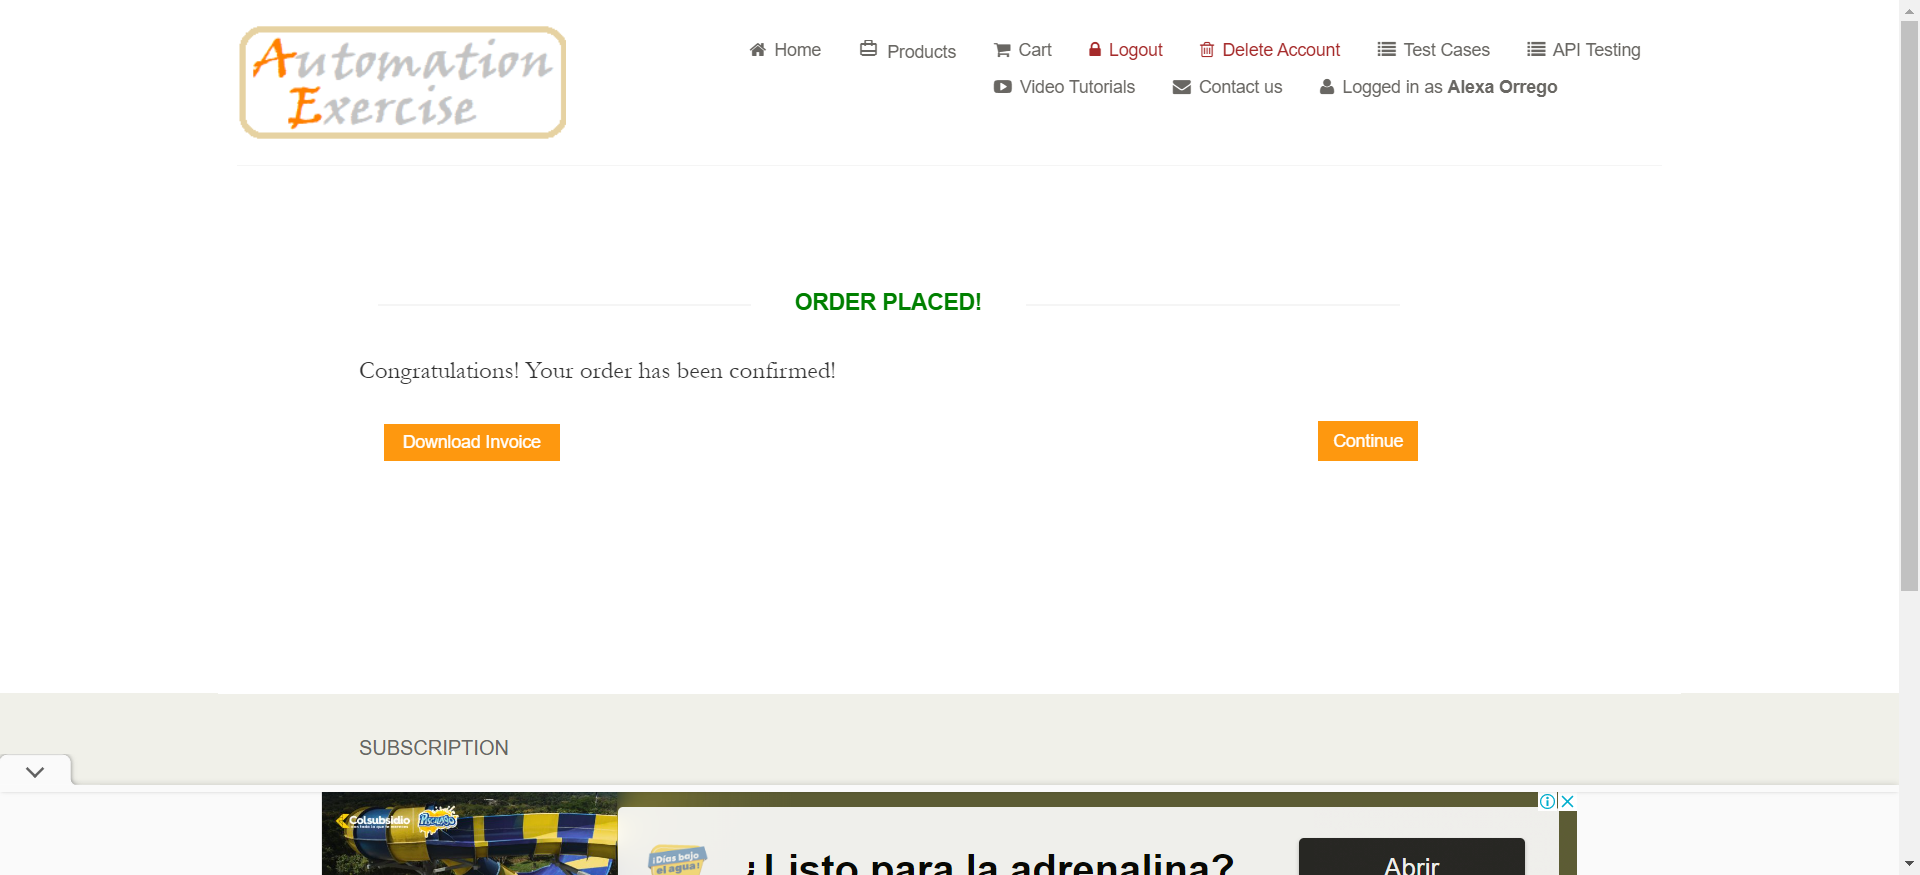 Automation
Exercise
Home
Products
Cart
Logout
Delete Account
Test Cases
API Testing
Video Tutorials
Contact us
Logged in as Alexa Orrego
ORDER PLACED!
Congratulations! Your order has been confirmed!
Download Invoice
Continue
SUBSCRIPTION
Colsubsidio
Piscilago
¡Días bajo
el agua!
¿Listo para la adrenalina?
Abrir